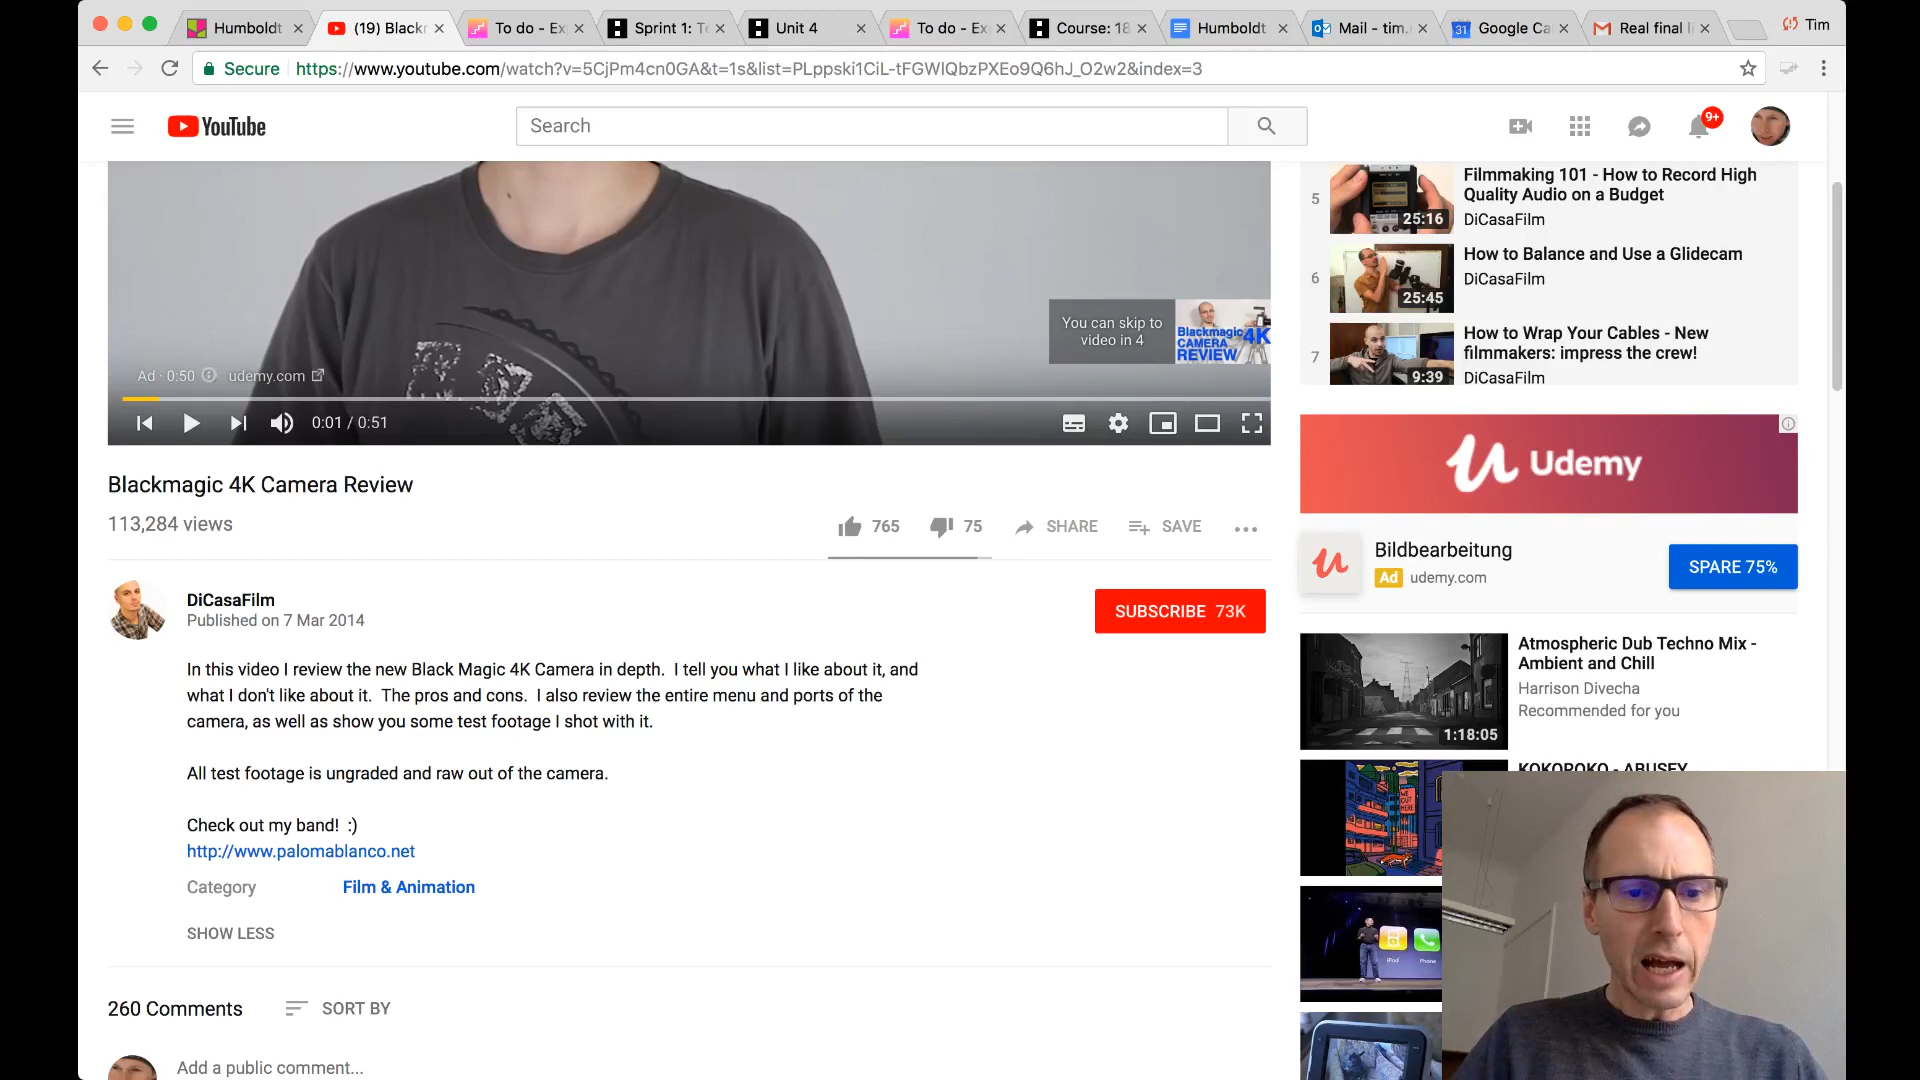 Humboldt
(19) Blackr
To do - Ex
Sprint 1: Te
Unit 4
To do - Ex
Course: 18
Humboldt
Mail - tim.
31
Google Ca
Real final l
Tim
Secure
https://www.youtube.com/watch?v=5CjPm4cn0GA&t=1s&list=PLppski1CiL-tFGWlQbzPXEo9Q6hJ_O2w2&index=3
YouTube
Search
9+
You can skip to
video in 4
Blackmagic 4K
CAMERA
REVIEW
Ad · 0:50
udemy.com
0:01 / 0:51
Blackmagic 4K Camera Review
113,284 views
765
75
SHARE
SAVE
DiCasaFilm
Published on 7 Mar 2014
SUBSCRIBE 73K
In this video I review the new Black Magic 4K Camera in depth. I tell you what I like about it, and
what I don't like about it. The pros and cons. I also review the entire menu and ports of the
camera, as well as show you some test footage I shot with it.
All test footage is ungraded and raw out of the camera.
Check out my band! :)
http://www.palomablanco.net
Category
Film & Animation
SHOW LESS
260 Comments
SORT BY
Add a public comment...
5
25:16
Filmmaking 101 - How to Record High
Quality Audio on a Budget
DiCasaFilm
6
25:45
How to Balance and Use a Glidecam
DiCasaFilm
7
9:39
How to Wrap Your Cables - New
filmmakers: impress the crew!
DiCasaFilm
Udemy
Bildbearbeitung
Ad
udemy.com
SPARE 75%
1:18:05
Atmospheric Dub Techno Mix -
Ambient and Chill
Harrison Divecha
Recommended for you
WE
OUT
HERE
KOKOROKO - ABUSEY
iPod
Phone